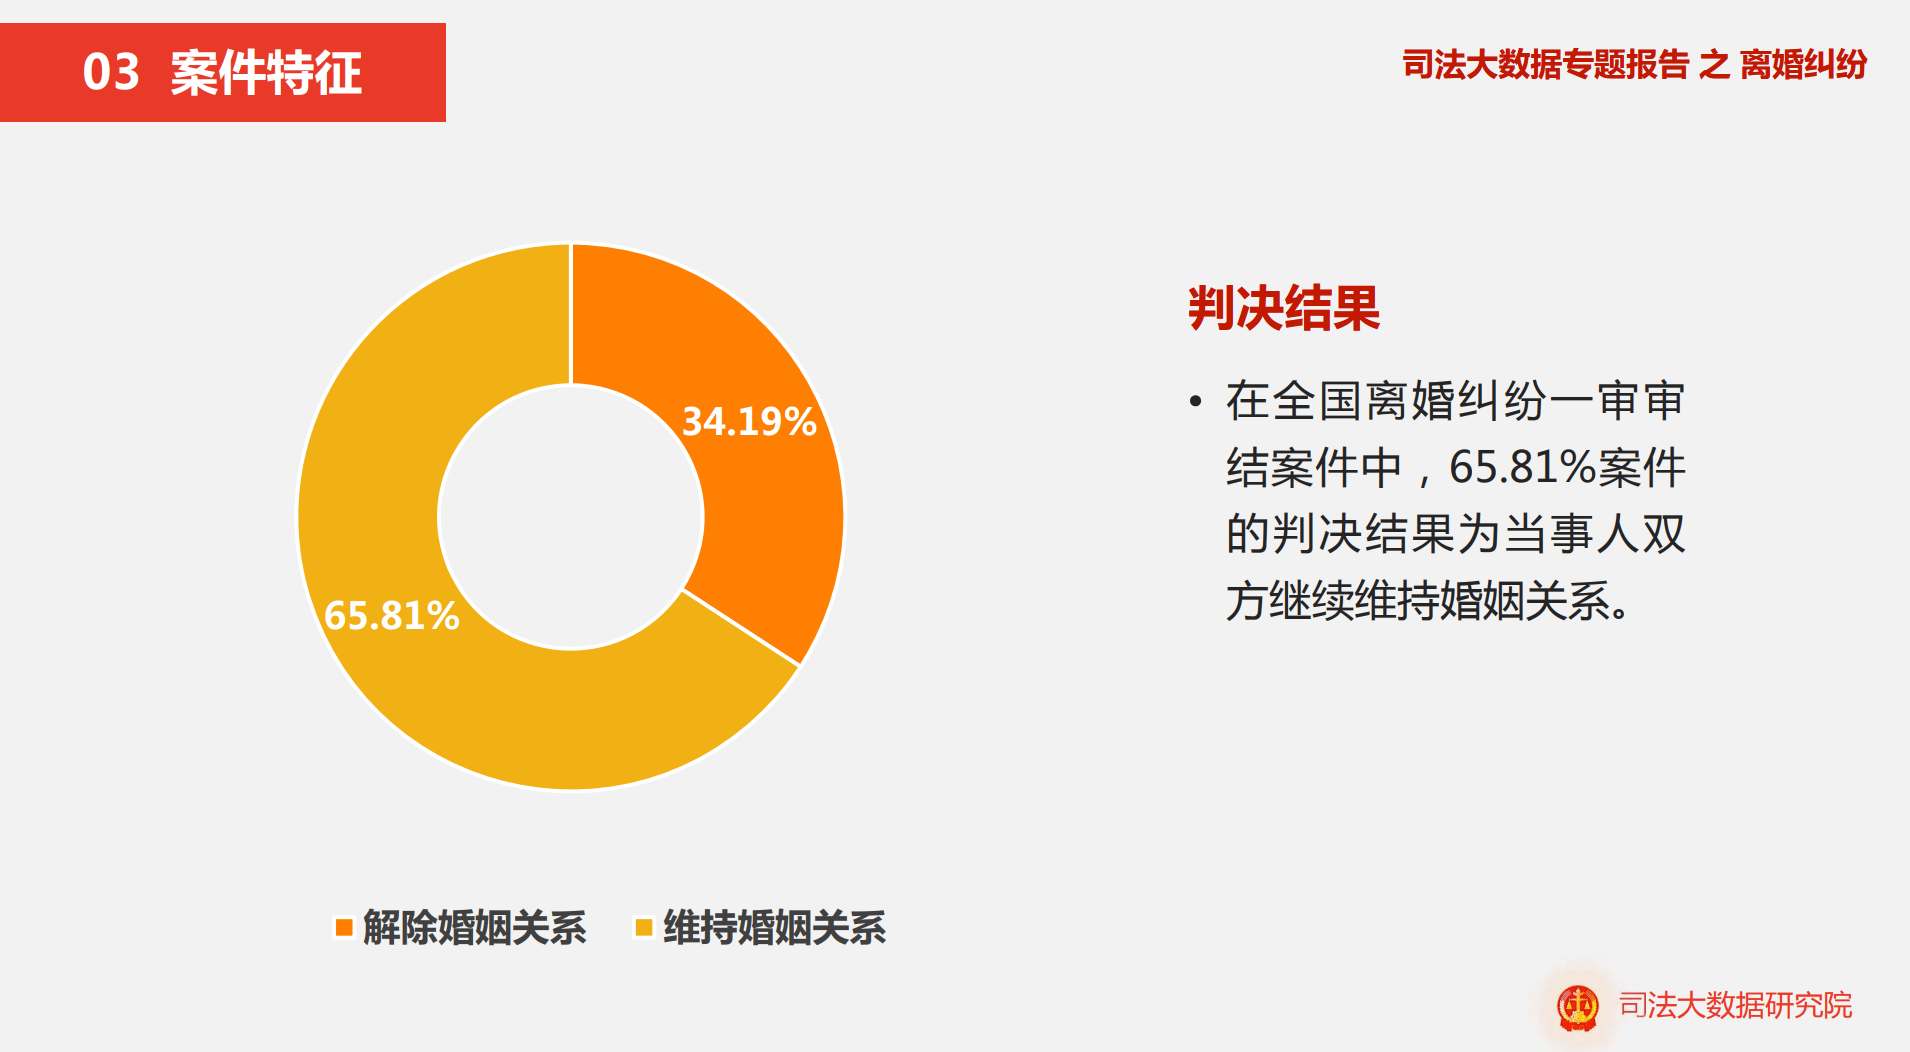 03 案件特征
司法大数据专题报告 之 离婚纠纷
34.19%
65.81%
解除婚姻关系 维持婚姻关系
判决结果
• 在全国离婚纠纷一审审
结案件中，65.81%案件
的判决结果为当事人双
方继续维持婚姻关系。
司法大数据研究院